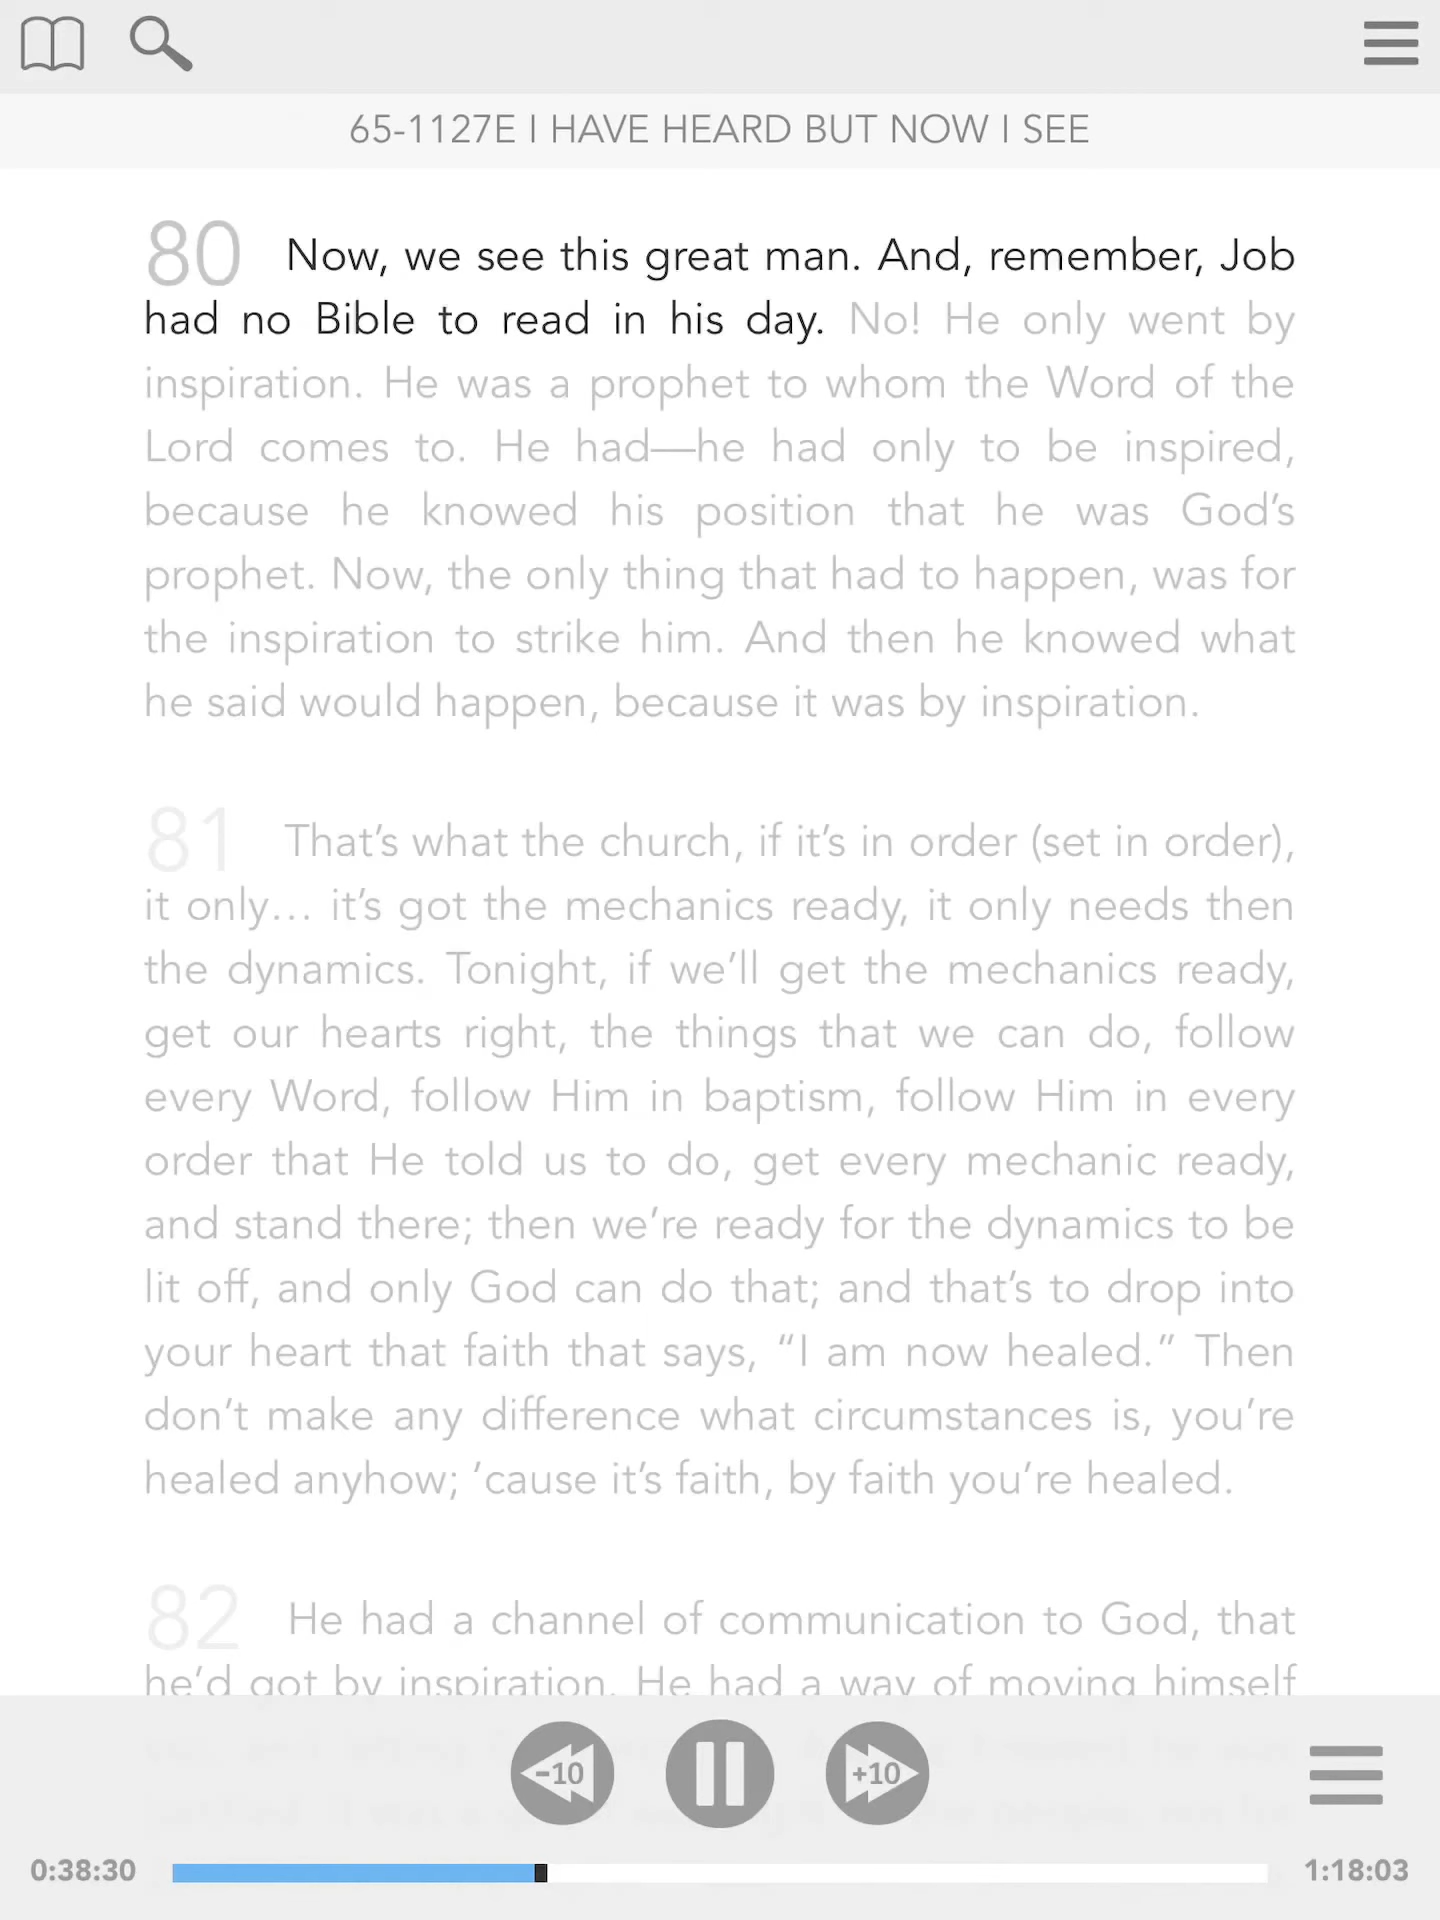 65-1127E I HAVE HEARD BUT NOW I SEE
80 Now, we see this great man. And, remember, Job
had no Bible to read in his day. No! He only went by
inspiration. He was a prophet to whom the Word of the
Lord comes to. He had—he had only to be inspired,
because he knowed his position that he was God’s
prophet. Now, the only thing that had to happen, was for
the inspiration to strike him. And then he knowed what
he said would happen, because it was by inspiration.
81 That’s what the church, if it’s in order (set in order),
it only… it’s got the mechanics ready, it only needs then
the dynamics. Tonight, if we’ll get the mechanics ready,
get our hearts right, the things that we can do, follow
every Word, follow Him in baptism, follow Him in every
order that He told us to do, get every mechanic ready,
and stand there; then we’re ready for the dynamics to be
lit off, and only God can do that; and that’s to drop into
your heart that faith that says, “I am now healed.” Then
don’t make any difference what circumstances is, you’re
healed anyhow; ’cause it’s faith, by faith you’re healed.
82 He had a channel of communication to God, that
he’d got by inspiration. He had a way of moving himself
-10 +10
0:38:30 1:18:03